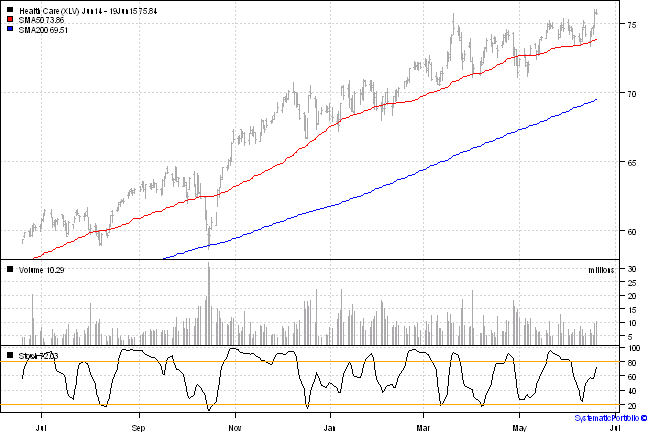 Health Care (XLV) Jun14 - 19Jun15 75.84
SMA50 73.86
SMA200 69.51
75
70
65
60
Volume 10.29 millions
30
25
20
15
10
5
100
80
60
40
20
Jul Sep Nov Jan Mar May Jul
SystematicPortfolio ©